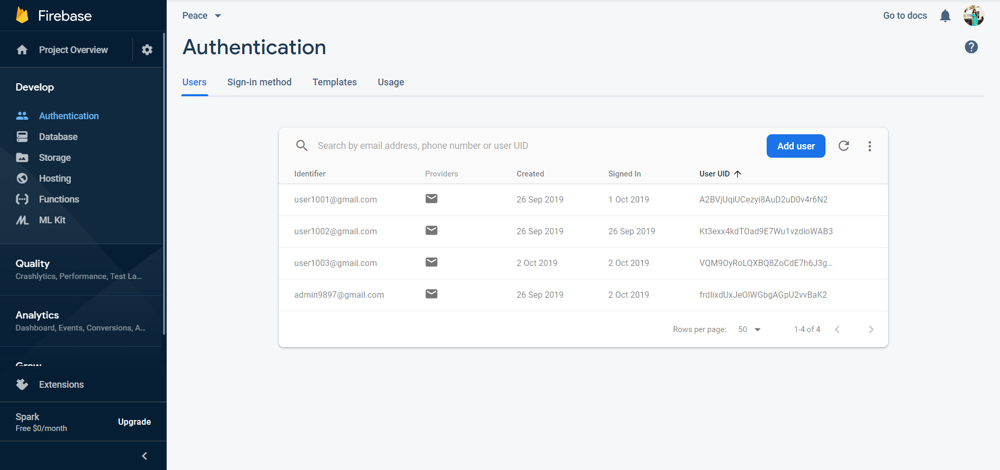 Firebase
Project Overview
Develop
Authentication
Database
Storage
Hosting
Functions
ML Kit
Quality
Crashlytics, Performance, Test La...
Analytics
Dashboard, Events, Conversions, A...
Grow
Extensions
Spark
Free $0/month
Upgrade
Peace
Go to docs
Authentication
Users Sign-in method Templates Usage
Search by email address, phone number or user UID
Add user
Identifier Providers Created Signed In User UID
user1001@gmail.com 26 Sep 2019 1 Oct 2019 A2BVjUqiUCezyi8AuD2uD0v4r6N2
user1002@gmail.com 26 Sep 2019 26 Sep 2019 Kt3exx4kdTOad9E7Wu1vzdioWAB3
user1003@gmail.com 2 Oct 2019 2 Oct 2019 VQM9OyRoLQXBQ8ZoCdE7h6J3g...
admin9897@gmail.com 26 Sep 2019 2 Oct 2019 frdlixdUxJeOlWGbgAGpU2vvBaK2
Rows per page: 50 1-4 of 4